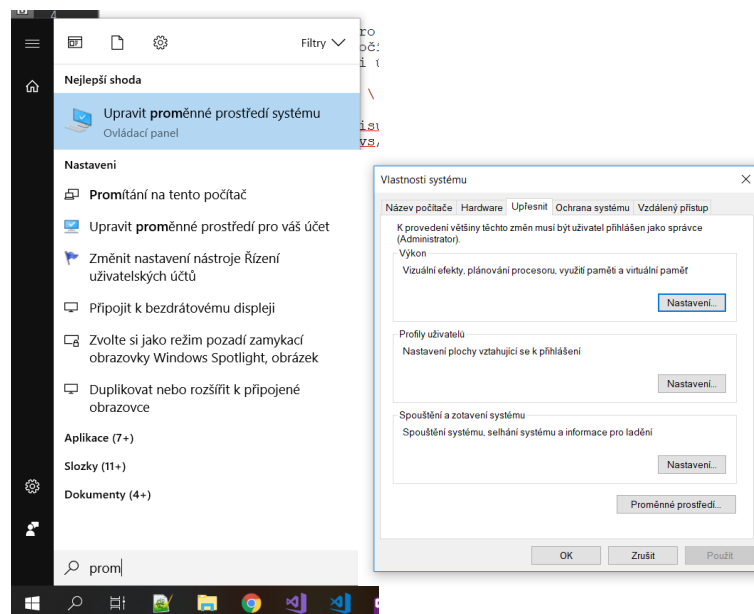 4
Filtry
Nejlepší shoda
Upravit proměnné prostředí systému
Ovládací panel
Nastaveni
Promítání na tento počítač
Upravit proměnné prostředí pro váš účet
Změnit nastavení nástroje Řízení
uživatelských účtů
Připojit k bezdrátovému displeji
Zvolte si jako režim pozadí zamykací
obrazovky Windows Spotlight, obrázek
Duplikovat nebo rozšířit k připojené
obrazovce
Aplikace (7+)
Složky (11+)
Dokumenty (4+)
prom
Vlastnosti systému
Název počítače Hardware Upřesnit Ochrana systému Vzdálený přístup
K provedení většiny těchto změn musí být uživatel přihlášen jako správce
(Administrator).
Výkon
Vizuální efekty, plánování procesoru, využití paměti a virtuální paměť
Nastavení...
Profily uživatelů
Nastavení plochy vztahující se k přihlášení
Nastavení...
Spouštění a zotavení systému
Spouštění systému, selhání systému a informace pro ladění
Nastavení...
Proměnné prostředí...
OK Zrušit Použít